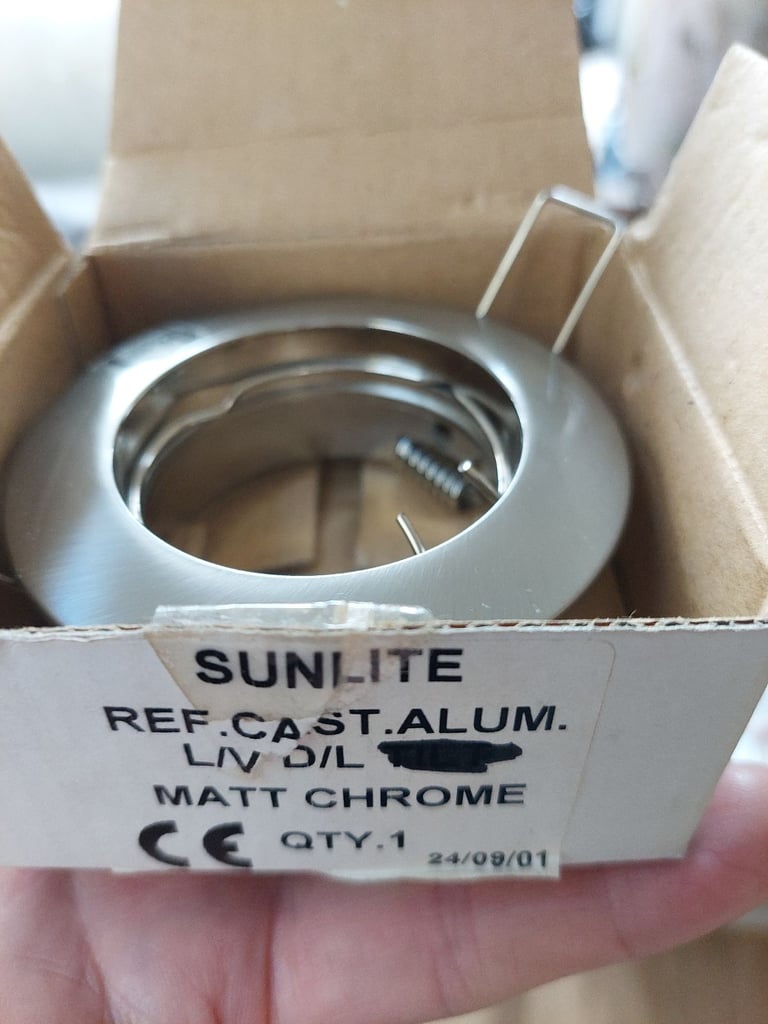 SUNLITE
REF.CAST.ALUM.
L/V D/L
MATT CHROME
CE QTY.1
24/09/01